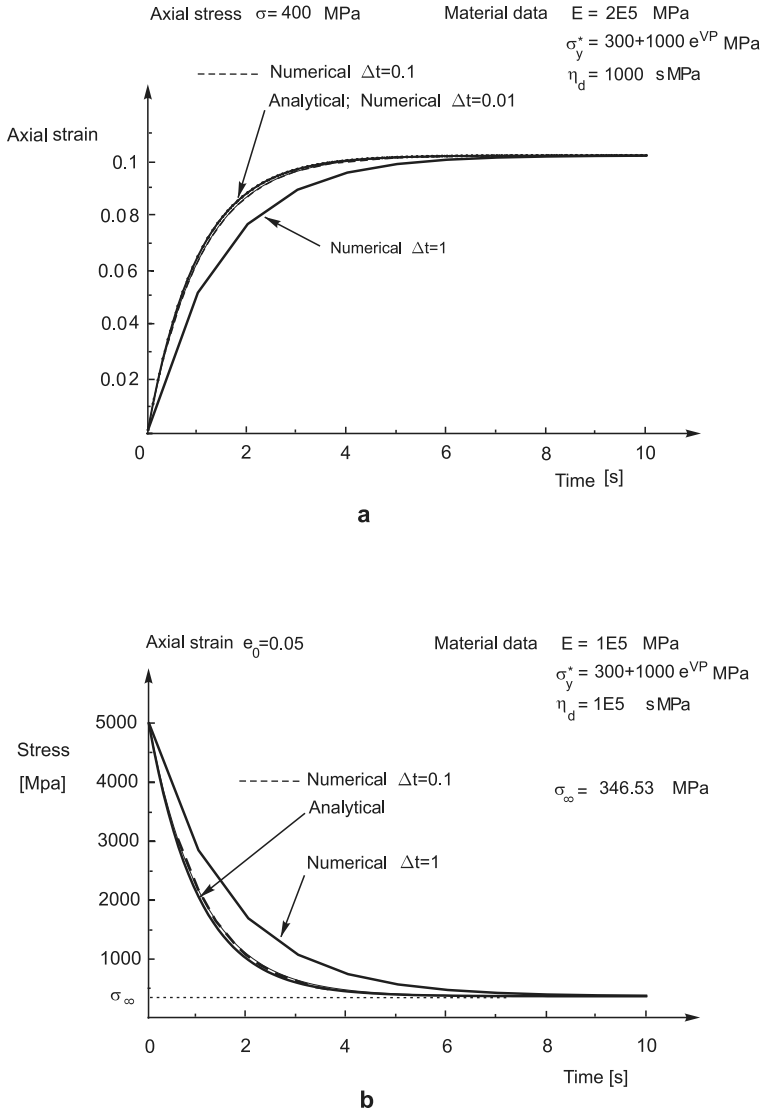 Axial stress σ=400 MPa Material data E = 2E5 MPa
σy* = 300+1000 eVP MPa
ηd = 1000 s MPa
Numerical Δt=0.1
Analytical; Numerical Δt=0.01
Axial strain
0.1
0.08
0.06
0.04
0.02
Numerical Δt=1
0 2 4 6 8 10
Time [s]
a
Axial strain e0=0.05 Material data E = 1E5 MPa
σy* = 300+1000 eVP MPa
ηd = 1E5 s MPa
5000
Stress
[Mpa]
4000
3000
2000
1000
σ∞
Numerical Δt=0.1
Analytical
σ∞ = 346.53 MPa
Numerical Δt=1
0 2 4 6 8 10
Time [s]
b